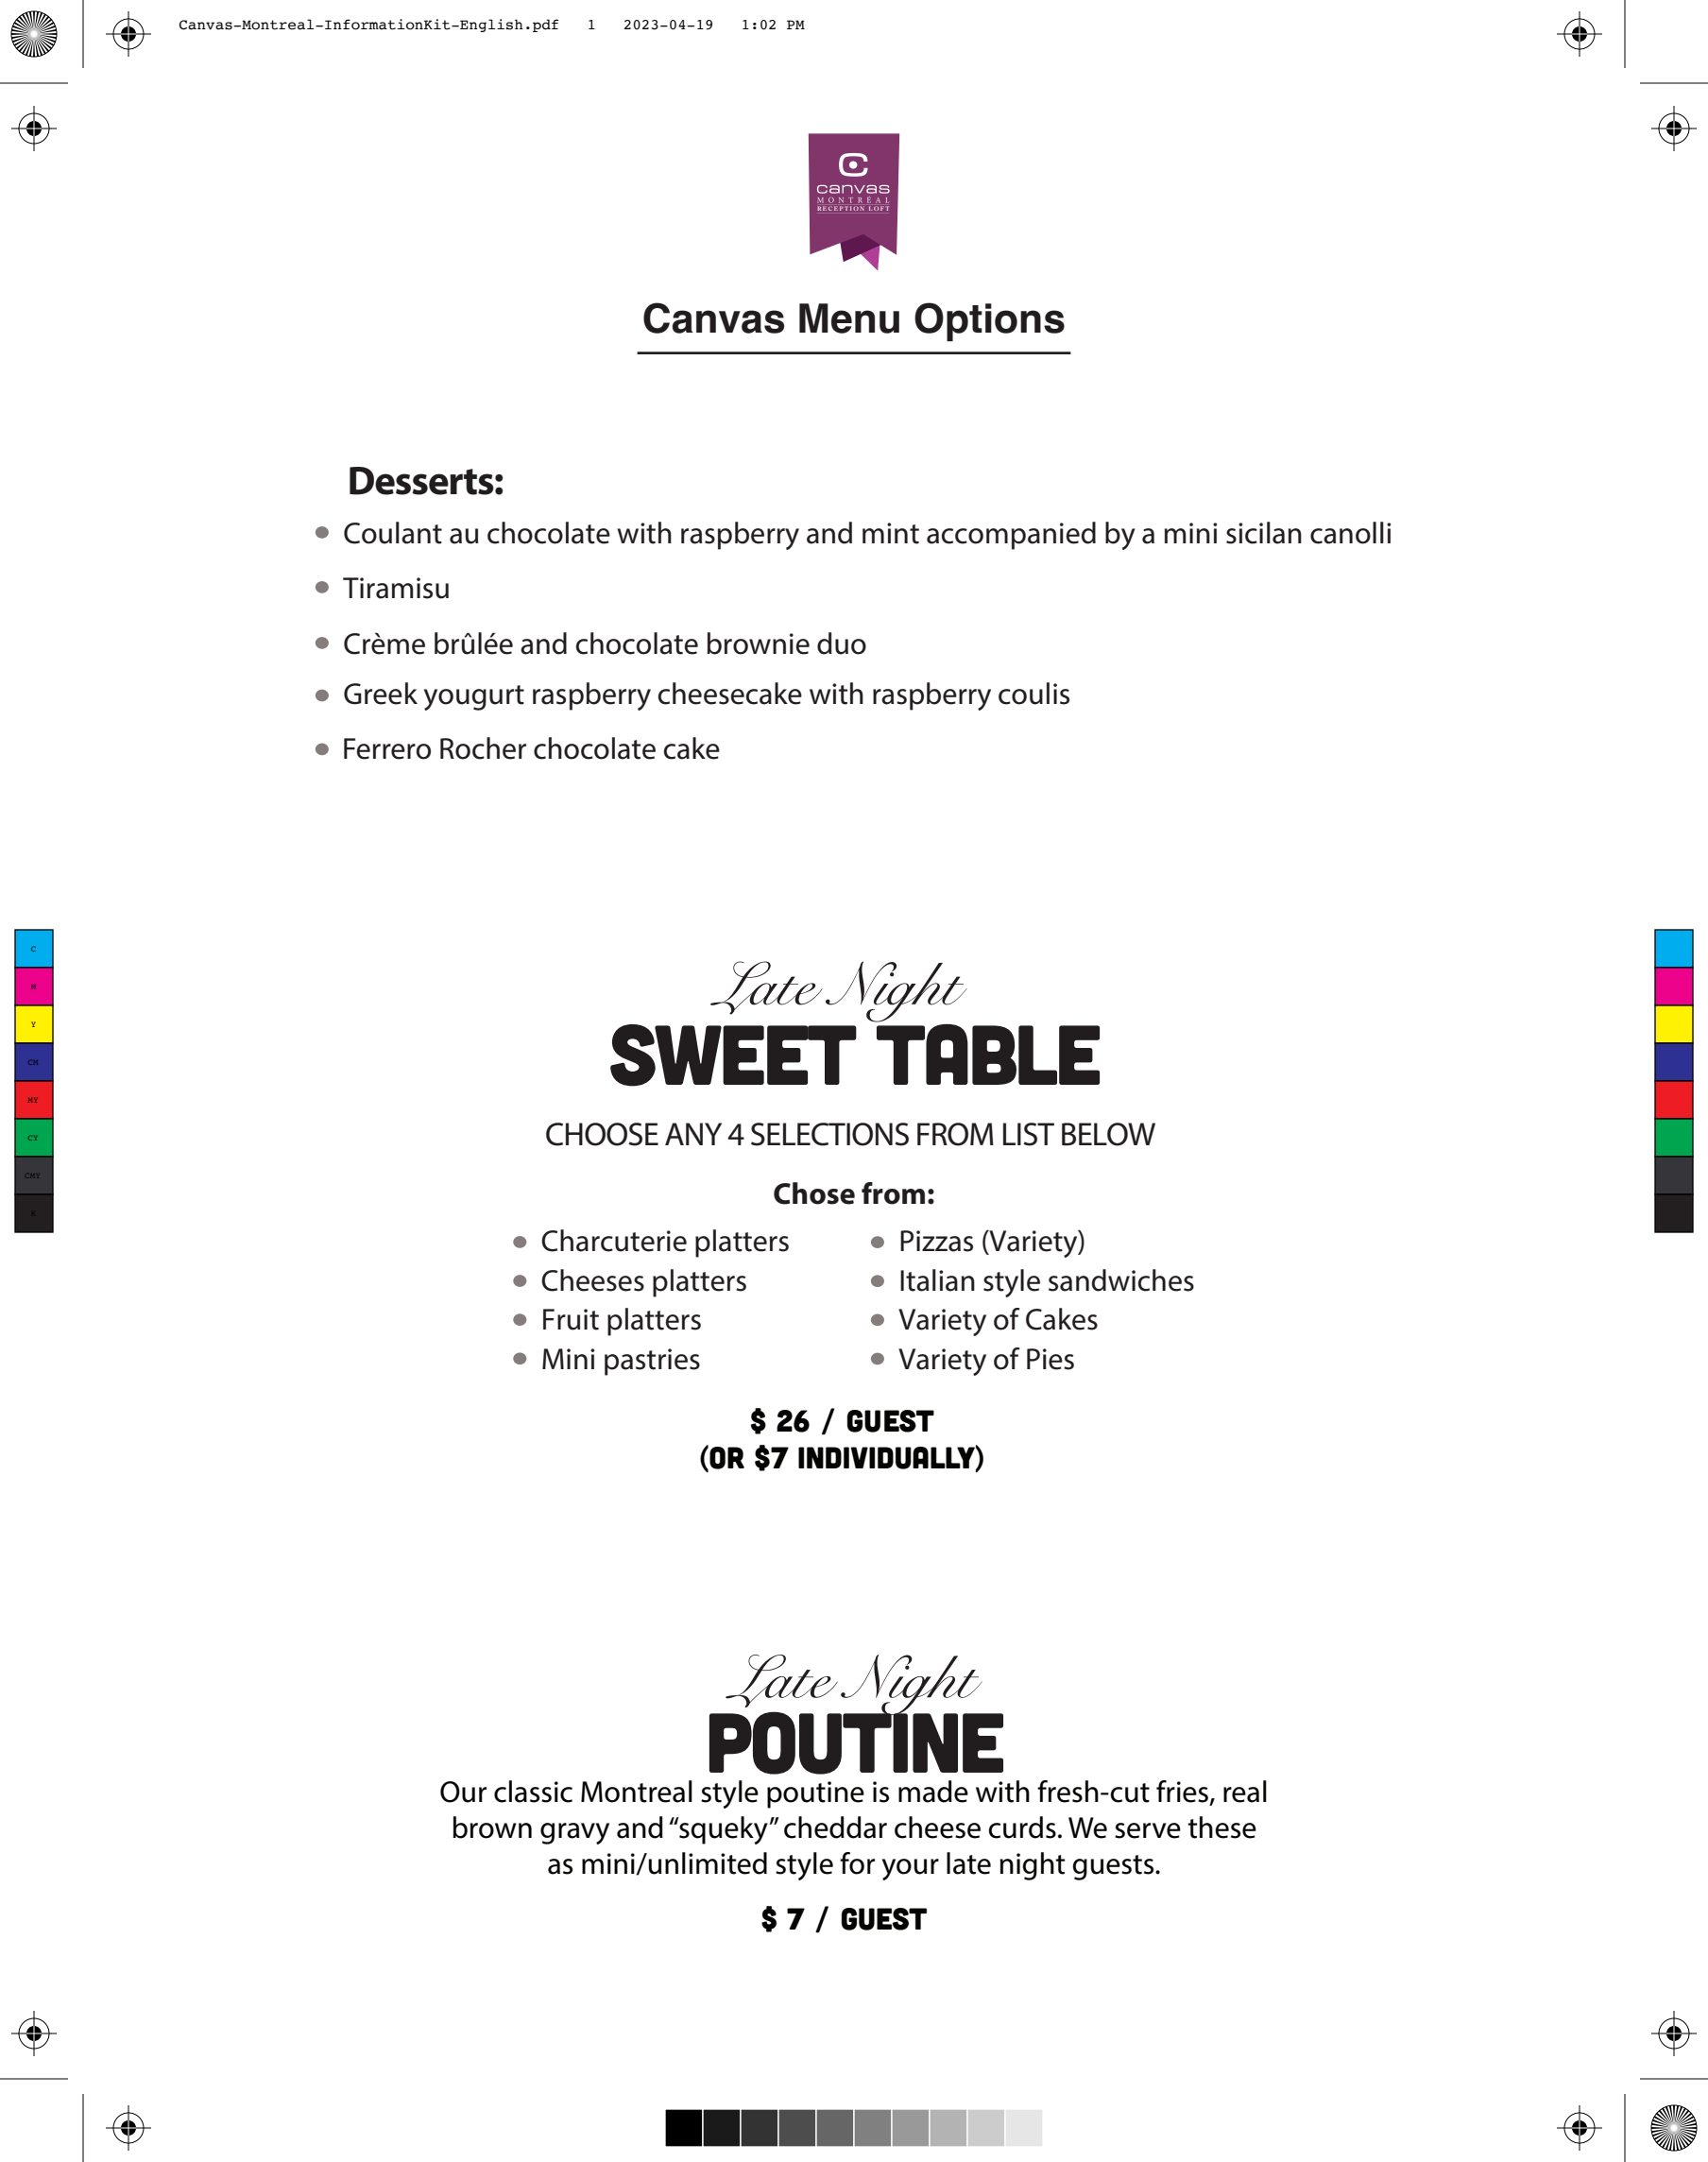 Canvas-Montreal-InformationKit-English.pdf 1 2023-04-19 1:02 PM
canvas
MONTRÉAL
RECEPTION LOFT
Canvas Menu Options
Desserts:
Coulant au chocolate with raspberry and mint accompanied by a mini sicilan canolli
Tiramisu
Crème brûlée and chocolate brownie duo
Greek yougurt raspberry cheesecake with raspberry coulis
Ferrero Rocher chocolate cake
C
M
Y
CM
MY
CY
CMY
K
Late Night
SWEET TABLE
CHOOSE ANY 4 SELECTIONS FROM LIST BELOW
Chose from:
Charcuterie platters
Cheeses platters
Fruit platters
Mini pastries
Pizzas (Variety)
Italian style sandwiches
Variety of Cakes
Variety of Pies
$ 26 / GUEST
(OR $7 INDIVIDUALLY)
Late Night
POUTINE
Our classic Montreal style poutine is made with fresh-cut fries, real
brown gravy and “squeky” cheddar cheese curds. We serve these
as mini/unlimited style for your late night guests.
$ 7 / GUEST